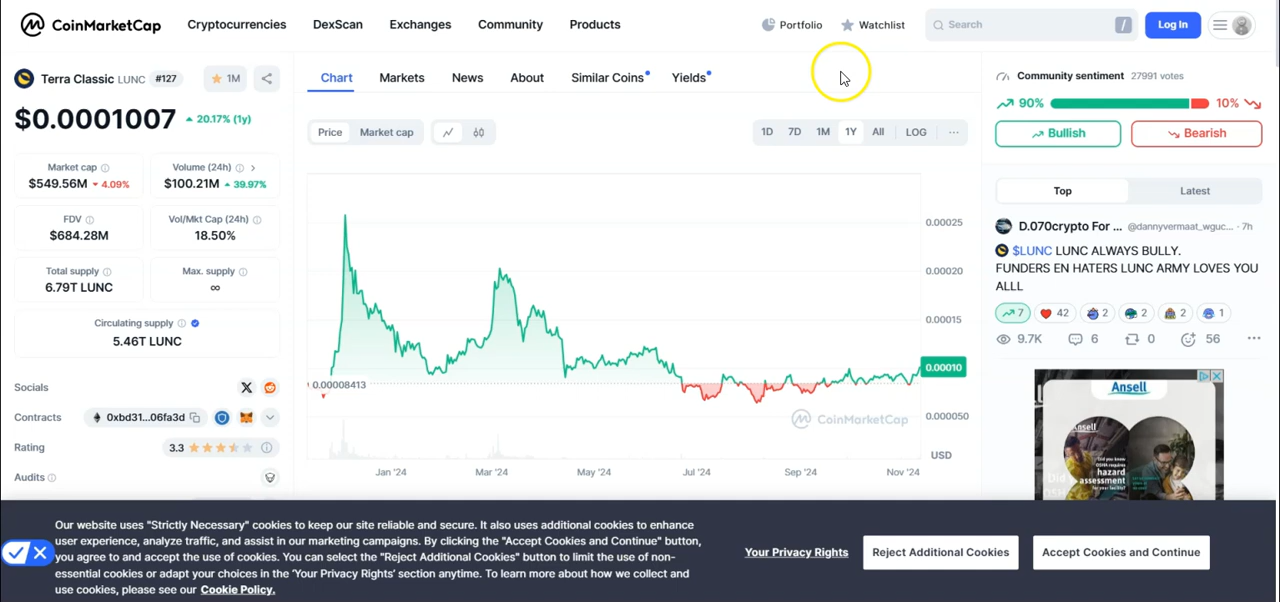 CoinMarketCap
Cryptocurrencies DexScan Exchanges Community Products
Portfolio Watchlist Search / Log In
Terra Classic LUNC #127 1M
$0.0001007 20.17% (1y)
Market cap
$549.56M 4.09%
Volume (24h)
$100.21M 39.97%
FDV
$684.28M
Vol/Mkt Cap (24h)
18.50%
Total supply
6.79T LUNC
Max. supply
∞
Circulating supply
5.46T LUNC
Socials
Contracts 0xbd31...06fa3d
Rating 3.3
Audits
Chart Markets News About Similar Coins Yields
Price Market cap
1D 7D 1M 1Y All LOG ...
0.00025
0.00020
0.00015
0.00010
0.000050
0.00008413
CoinMarketCap
USD
Jan '24 Mar '24 May '24 Jul '24 Sep '24 Nov '24
Community sentiment 27991 votes
90% 10%
Bullish Bearish
Top Latest
D.070crypto For ... @dannyvermaat_wguc... · 7h
$LUNC LUNC ALWAYS BULLY.
FUNDERS EN HATERS LUNC ARMY LOVES YOU
ALLL
7 42 2 2 2 1
9.7K 6 0 56 ...
Ansell
Ansell
hazard
assessment
Our website uses "Strictly Necessary" cookies to keep our site reliable and secure. It also uses additional cookies to enhance
user experience, analyze traffic, and assist in our marketing campaigns. By clicking the "Accept Cookies and Continue" button,
you agree to and accept the use of cookies. You can select the "Reject Additional Cookies" button to limit the use of non-
essential cookies or adapt your choices in the 'Your Privacy Rights' section anytime. To learn more about how we collect and
use cookies, please see our Cookie Policy.
Your Privacy Rights
Reject Additional Cookies
Accept Cookies and Continue